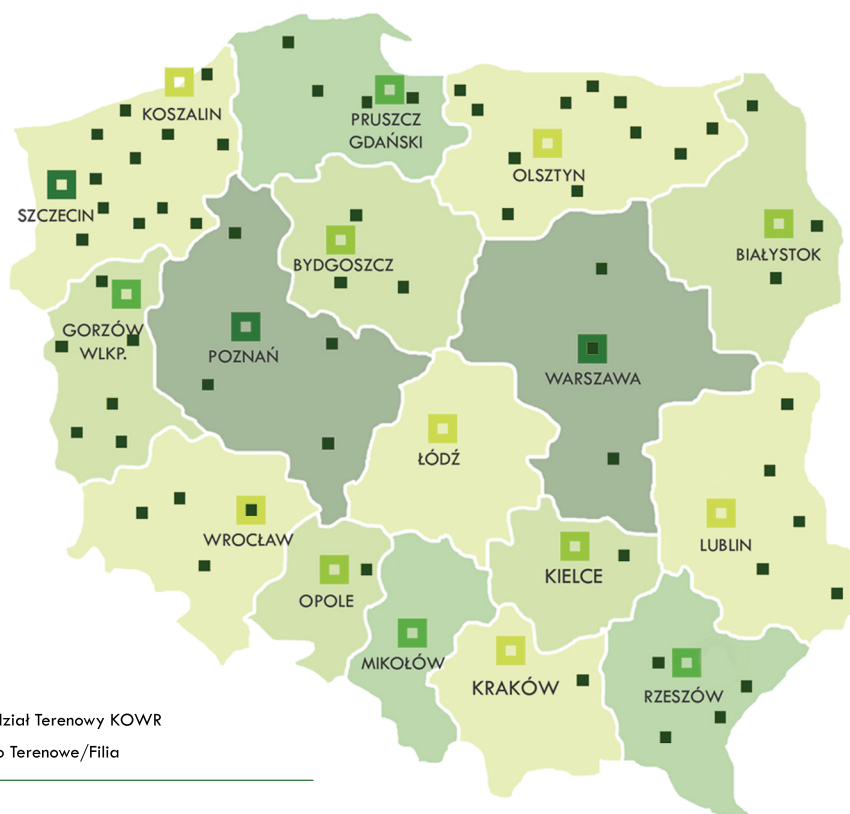 KOSZALIN
PRUSZCZ
GDAŃSKI
OLSZTYN
SZCZECIN
BIAŁYSTOK
BYDGOSZCZ
GORZÓW
WLKP.
POZNAŃ
WARSZAWA
ŁÓDŹ
WROCŁAW
LUBLIN
KIELCE
OPOLE
MIKOŁÓW
KRAKÓW
RZESZÓW
Terenowy KOWR
Terenowe/Filia